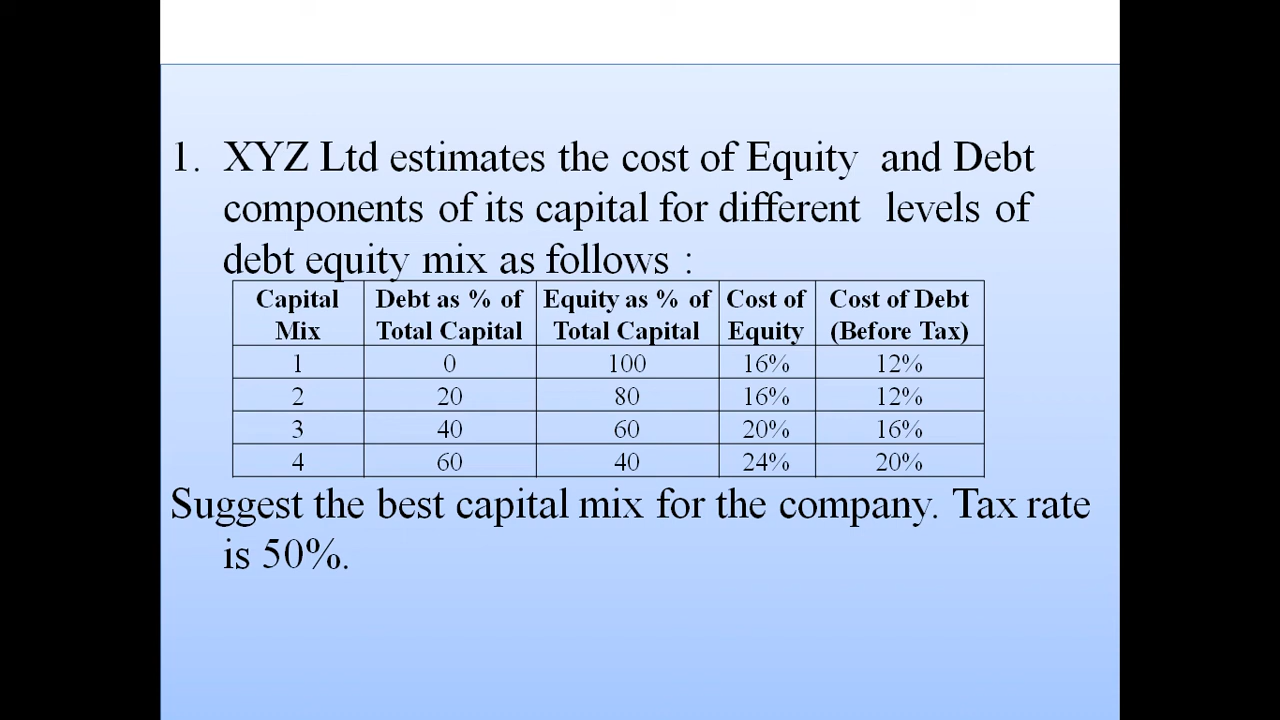 1. XYZ Ltd estimates the cost of Equity and Debt
components of its capital for different levels of
debt equity mix as follows :
Capital Mix Debt as % of Total Capital Equity as % of Total Capital Cost of Equity Cost of Debt (Before Tax)
1 0 100 16% 12%
2 20 80 16% 12%
3 40 60 20% 16%
4 60 40 24% 20%
Suggest the best capital mix for the company. Tax rate
is 50%.